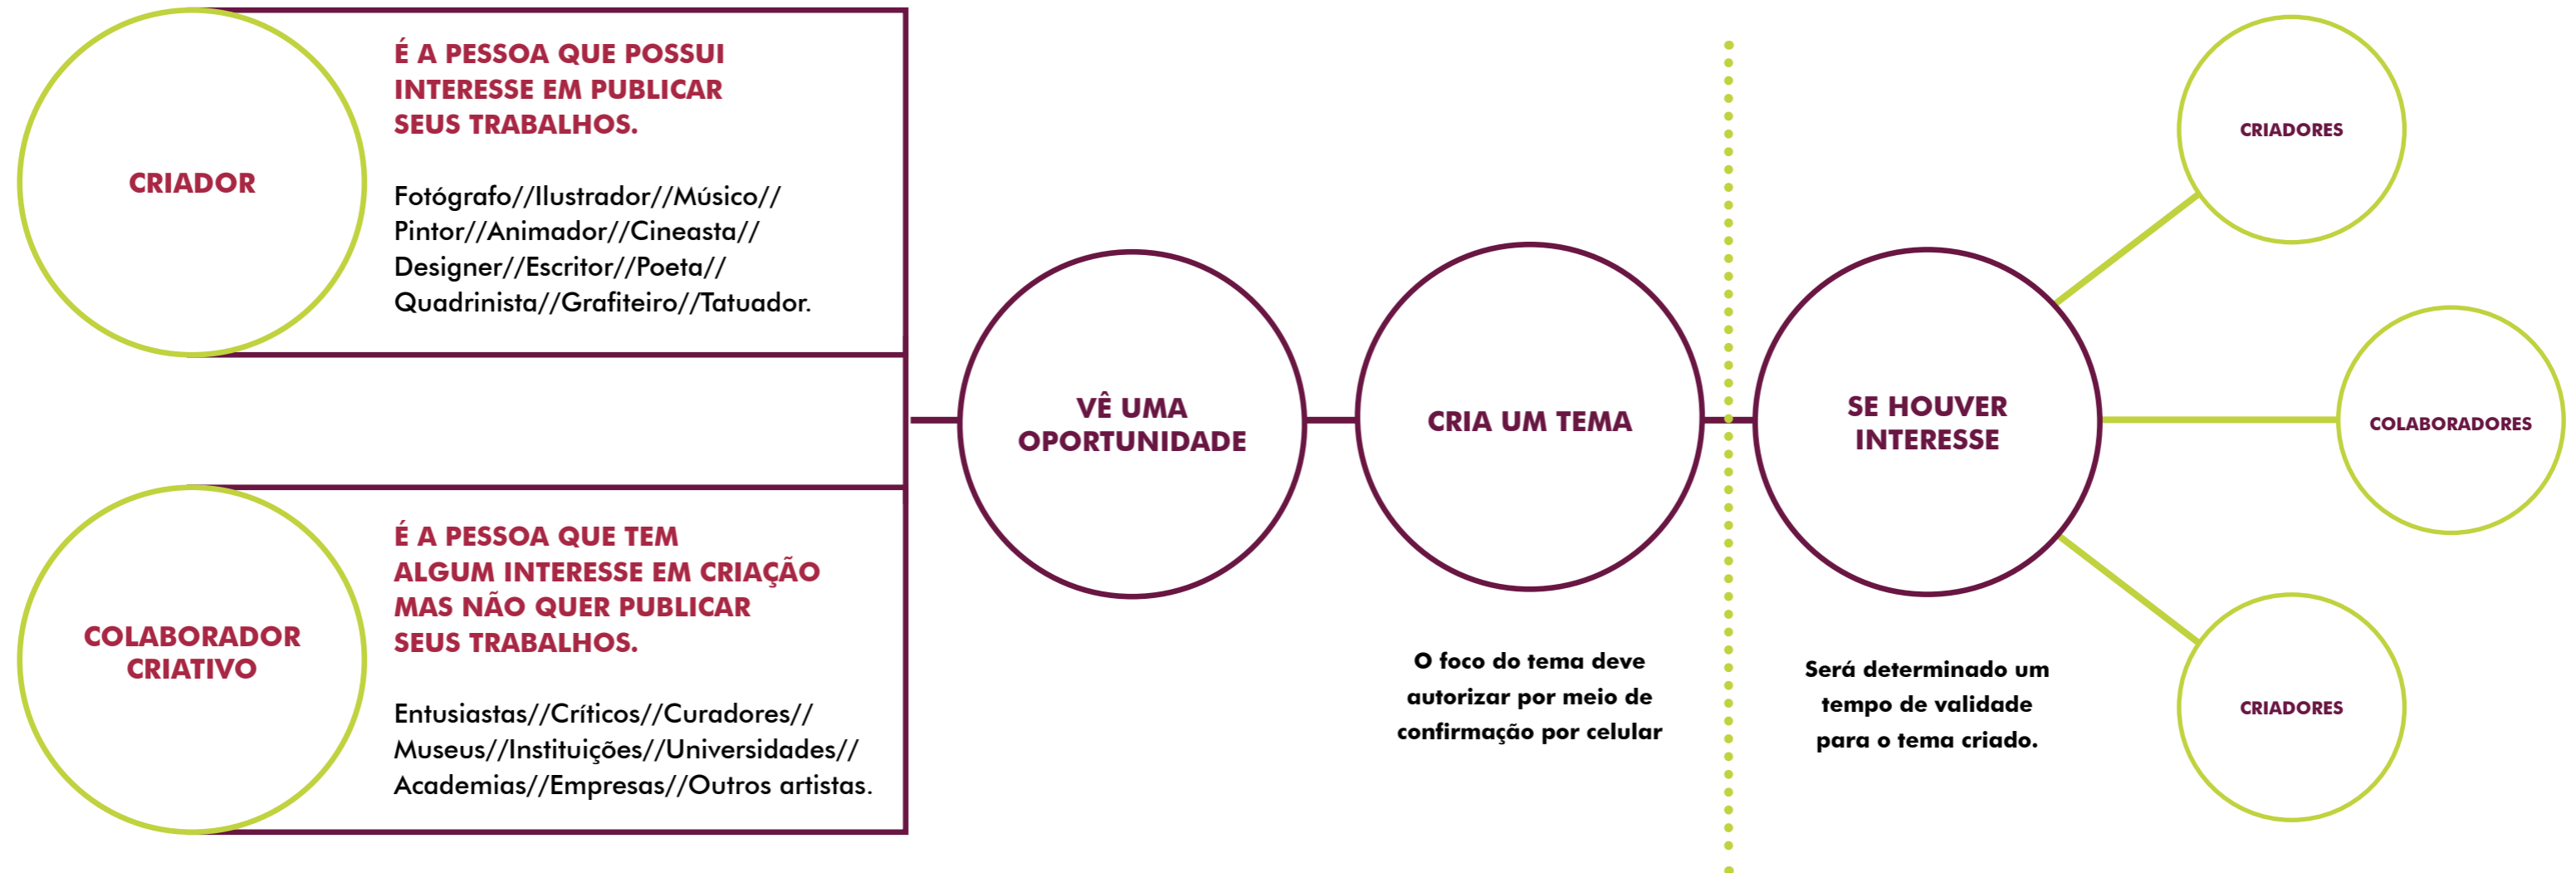 CRIADOR
É A PESSOA QUE POSSUI
INTERESSE EM PUBLICAR
SEUS TRABALHOS.
Fotógrafo//Ilustrador//Músico//
Pintor//Animador//Cineasta//
Designer//Escritor//Poeta//
Quadrinista//Grafiteiro//Tatuador.
COLABORADOR
CRIATIVO
É A PESSOA QUE TEM
ALGUM INTERESSE EM CRIAÇÃO
MAS NÃO QUER PUBLICAR
SEUS TRABALHOS.
Entusiastas//Críticos//Curadores//
Museus//Instituições//Universidades//
Academias//Empresas//Outros artistas.
VÊ UMA
OPORTUNIDADE
CRIA UM TEMA
O foco do tema deve
autorizar por meio de
confirmação por celular
SE HOUVER
INTERESSE
Será determinado um
tempo de validade
para o tema criado.
CRIADORES
COLABORADORES
CRIADORES